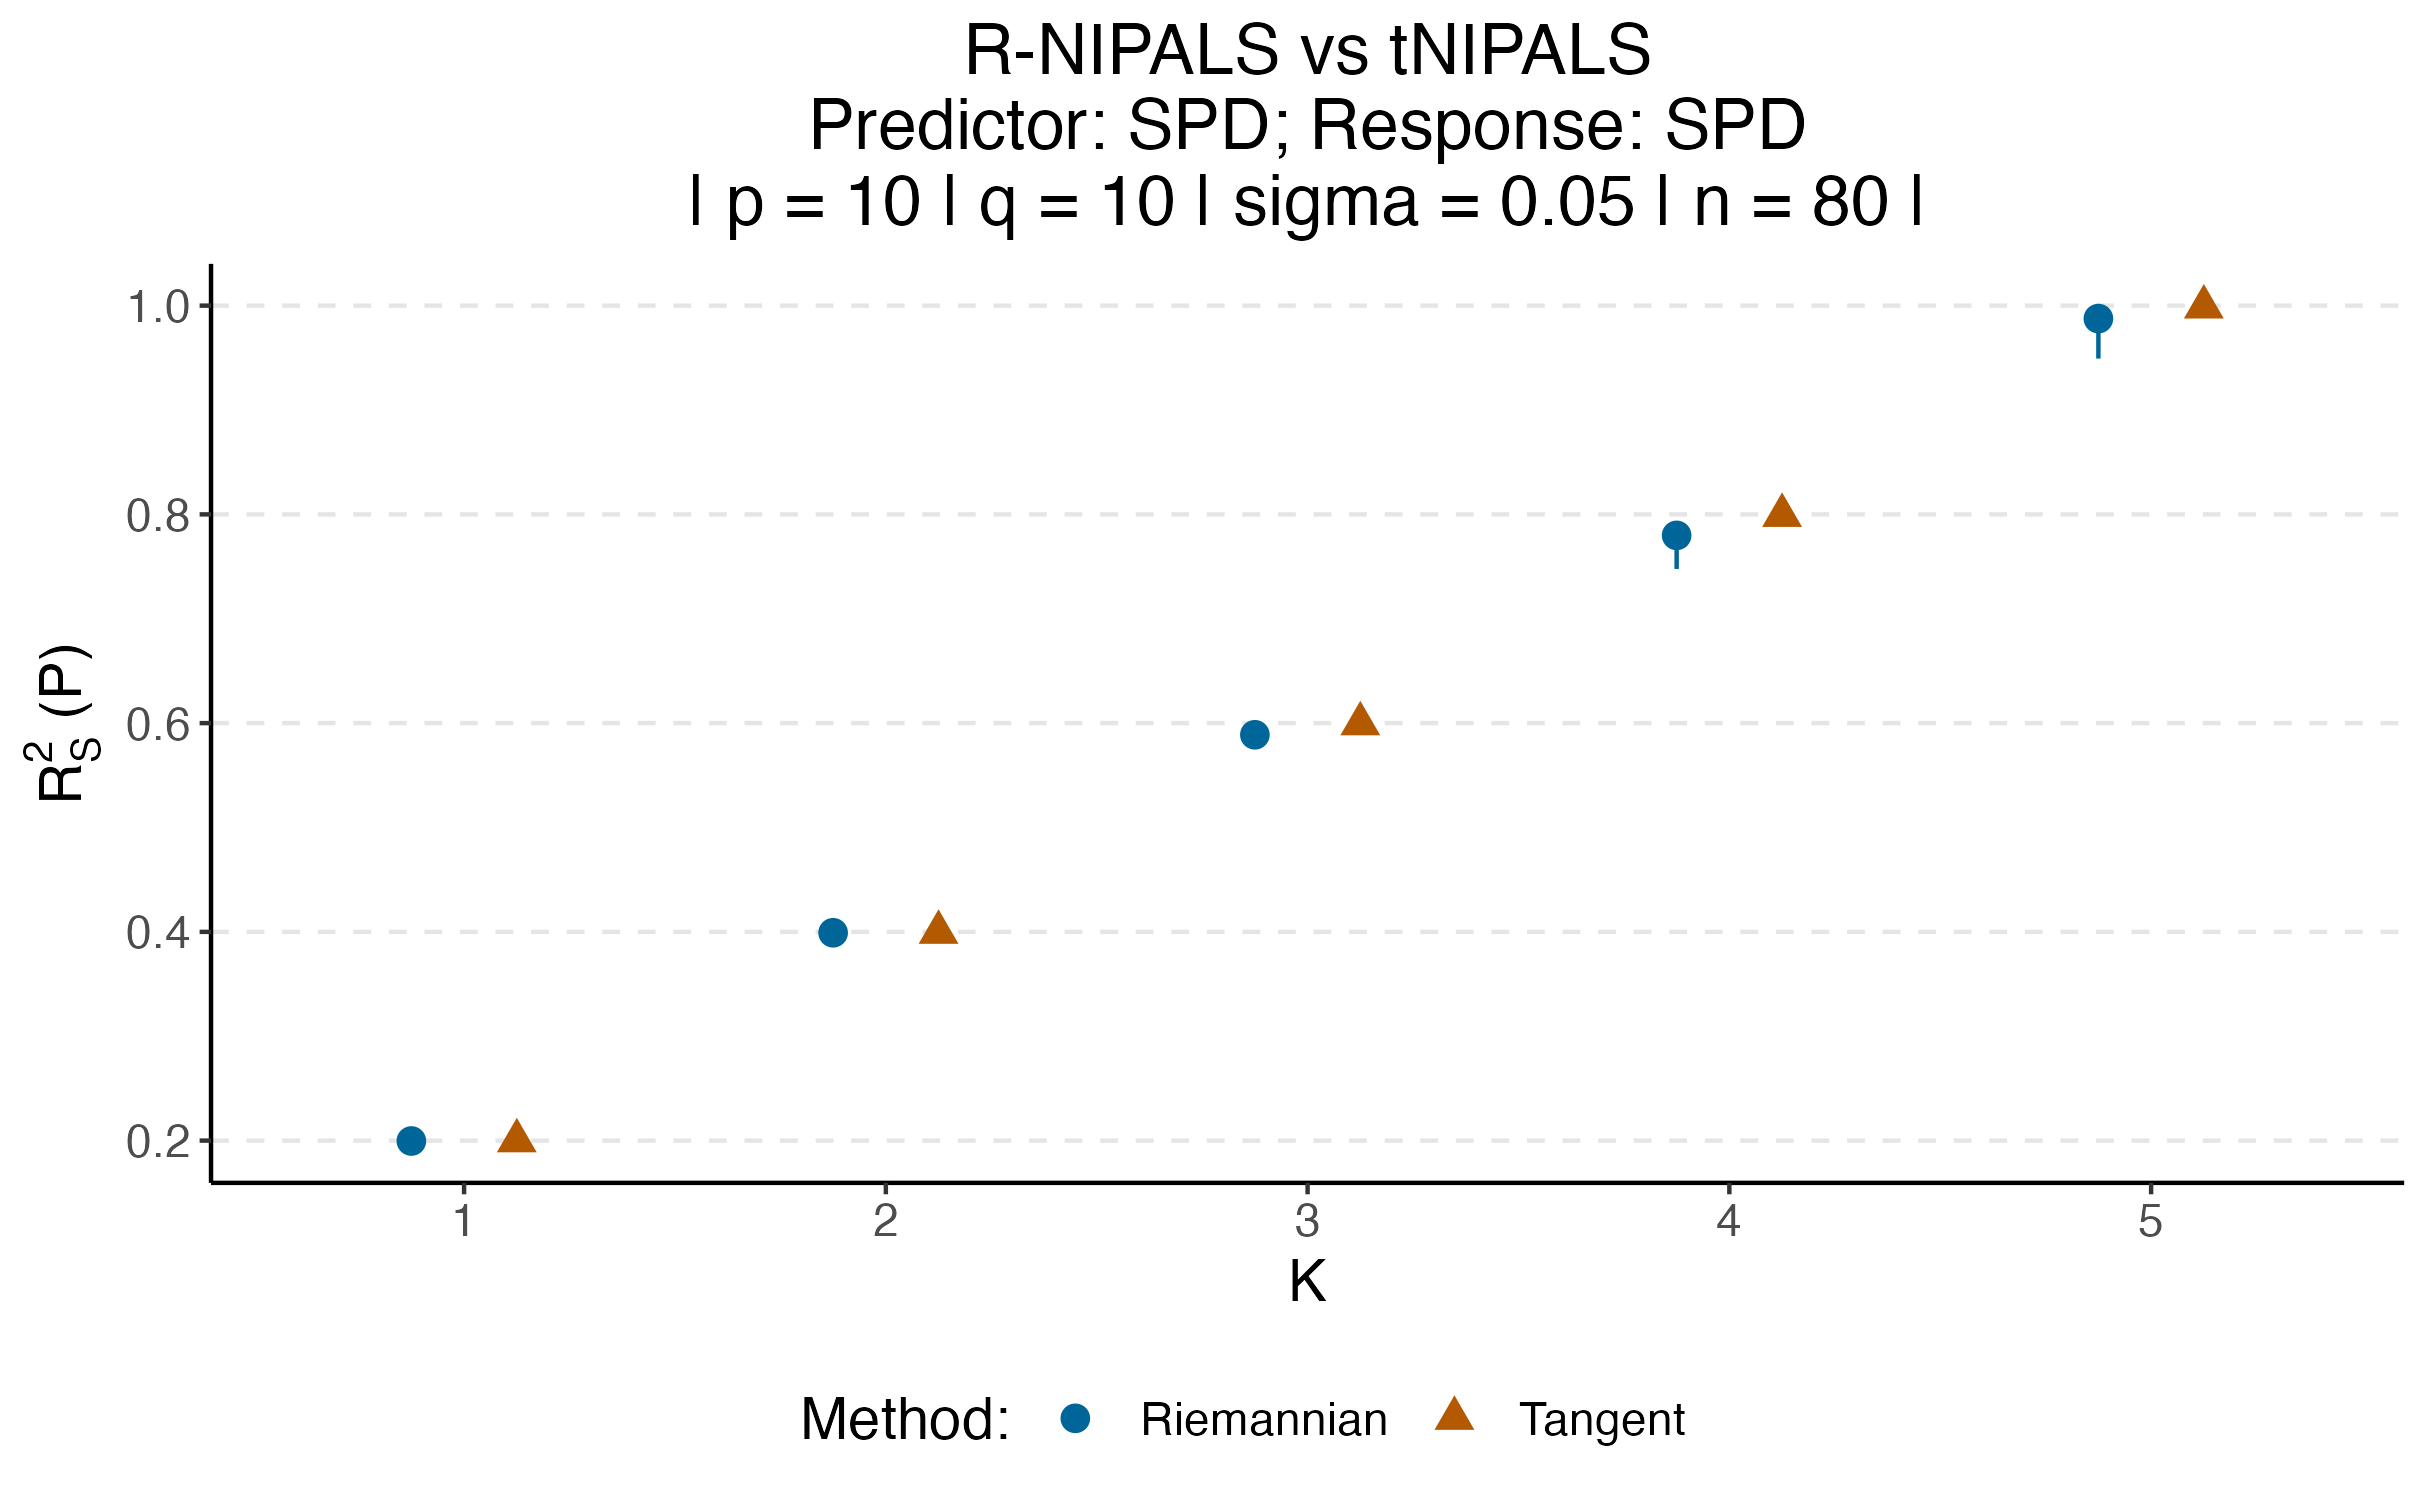 R-NIPALS vs tNIPALS
Predictor: SPD; Response: SPD
| p = 10 | q = 10 | sigma = 0.05 | n = 80 |
R²_S (P)
1.0
0.8
0.6
0.4
0.2
1 2 3 4 5
K
Method: Riemannian Tangent